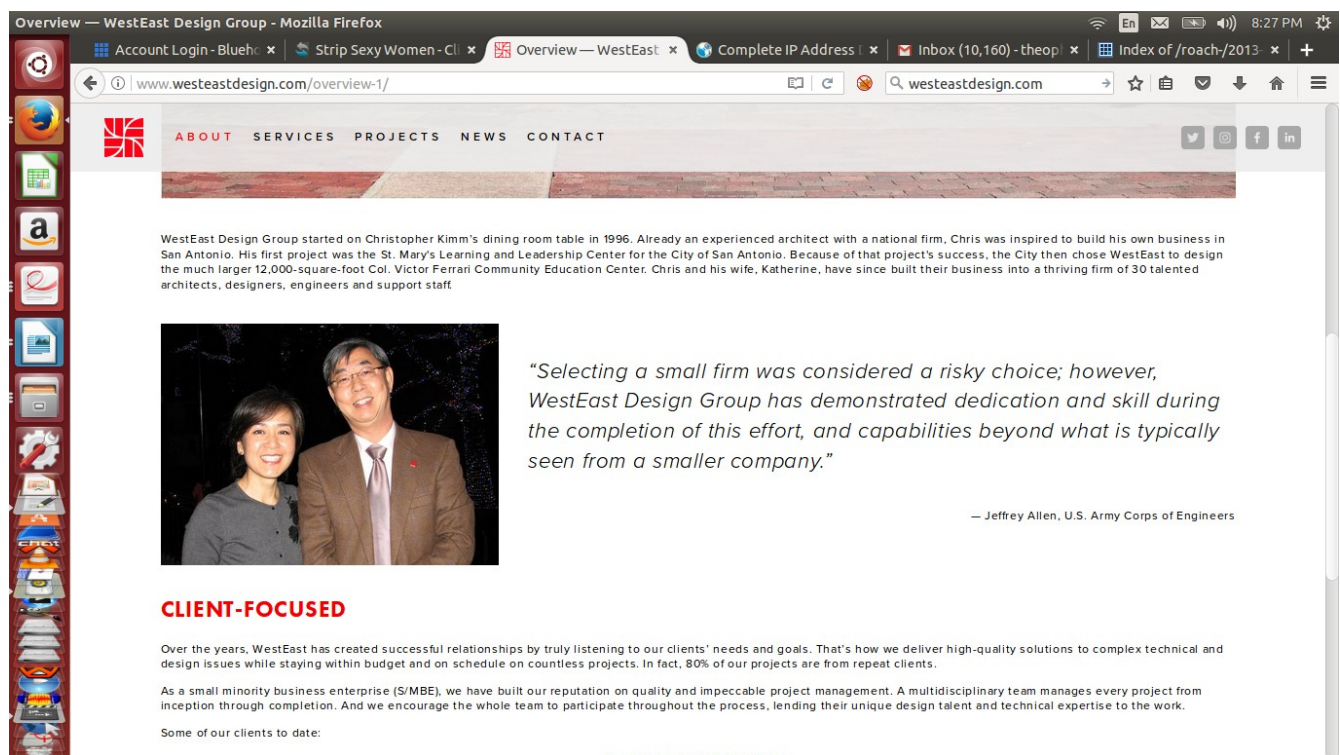 Overview — WestEast Design Group - Mozilla Firefox
En
8:27 PM
Account Login - Blueho
Strip Sexy Women - Cli
Overview — WestEast
Complete IP Address D
Inbox (10,160) - theopl
Index of /roach-/2013-
www.westeastdesign.com/overview-1/
westeastdesign.com
ABOUT SERVICES PROJECTS NEWS CONTACT
WestEast Design Group started on Christopher Kimm's dining room table in 1996. Already an experienced architect with a national firm, Chris was inspired to build his own business in
San Antonio. His first project was the St. Mary's Learning and Leadership Center for the City of San Antonio. Because of that project's success, the City then chose WestEast to design
the much larger 12,000-square-foot Col. Victor Ferrari Community Education Center. Chris and his wife, Katherine, have since built their business into a thriving firm of 30 talented
architects, designers, engineers and support staff.
“Selecting a small firm was considered a risky choice; however,
WestEast Design Group has demonstrated dedication and skill during
the completion of this effort, and capabilities beyond what is typically
seen from a smaller company.”
— Jeffrey Allen, U.S. Army Corps of Engineers
CLIENT-FOCUSED
Over the years, WestEast has created successful relationships by truly listening to our clients' needs and goals. That's how we deliver high-quality solutions to complex technical and
design issues while staying within budget and on schedule on countless projects. In fact, 80% of our projects are from repeat clients.
As a small minority business enterprise (S/MBE), we have built our reputation on quality and impeccable project management. A multidisciplinary team manages every project from
inception through completion. And we encourage the whole team to participate throughout the process, lending their unique design talent and technical expertise to the work.
Some of our clients to date: